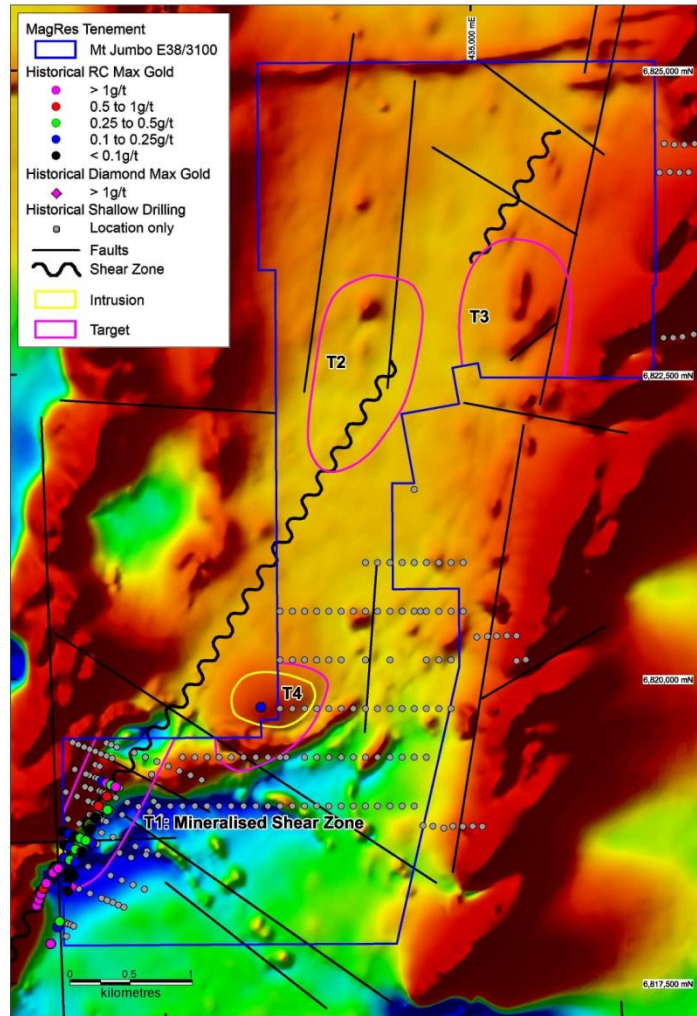 MagRes Tenement
Mt Jumbo E38/3100
Historical RC Max Gold
> 1g/t
0.5 to 1g/t
0.25 to 0.5g/t
0.1 to 0.25g/t
< 0.1g/t
Historical Diamond Max Gold
> 1g/t
Historical Shallow Drilling
Location only
Faults
Shear Zone
Intrusion
Target
435,000 mE
6,825,000 mN
T3
T2
6,822,500 mN
6,820,000 mN
T4
T1: Mineralised Shear Zone
1 0 0.5 1
kilometres
6,817,500 mN